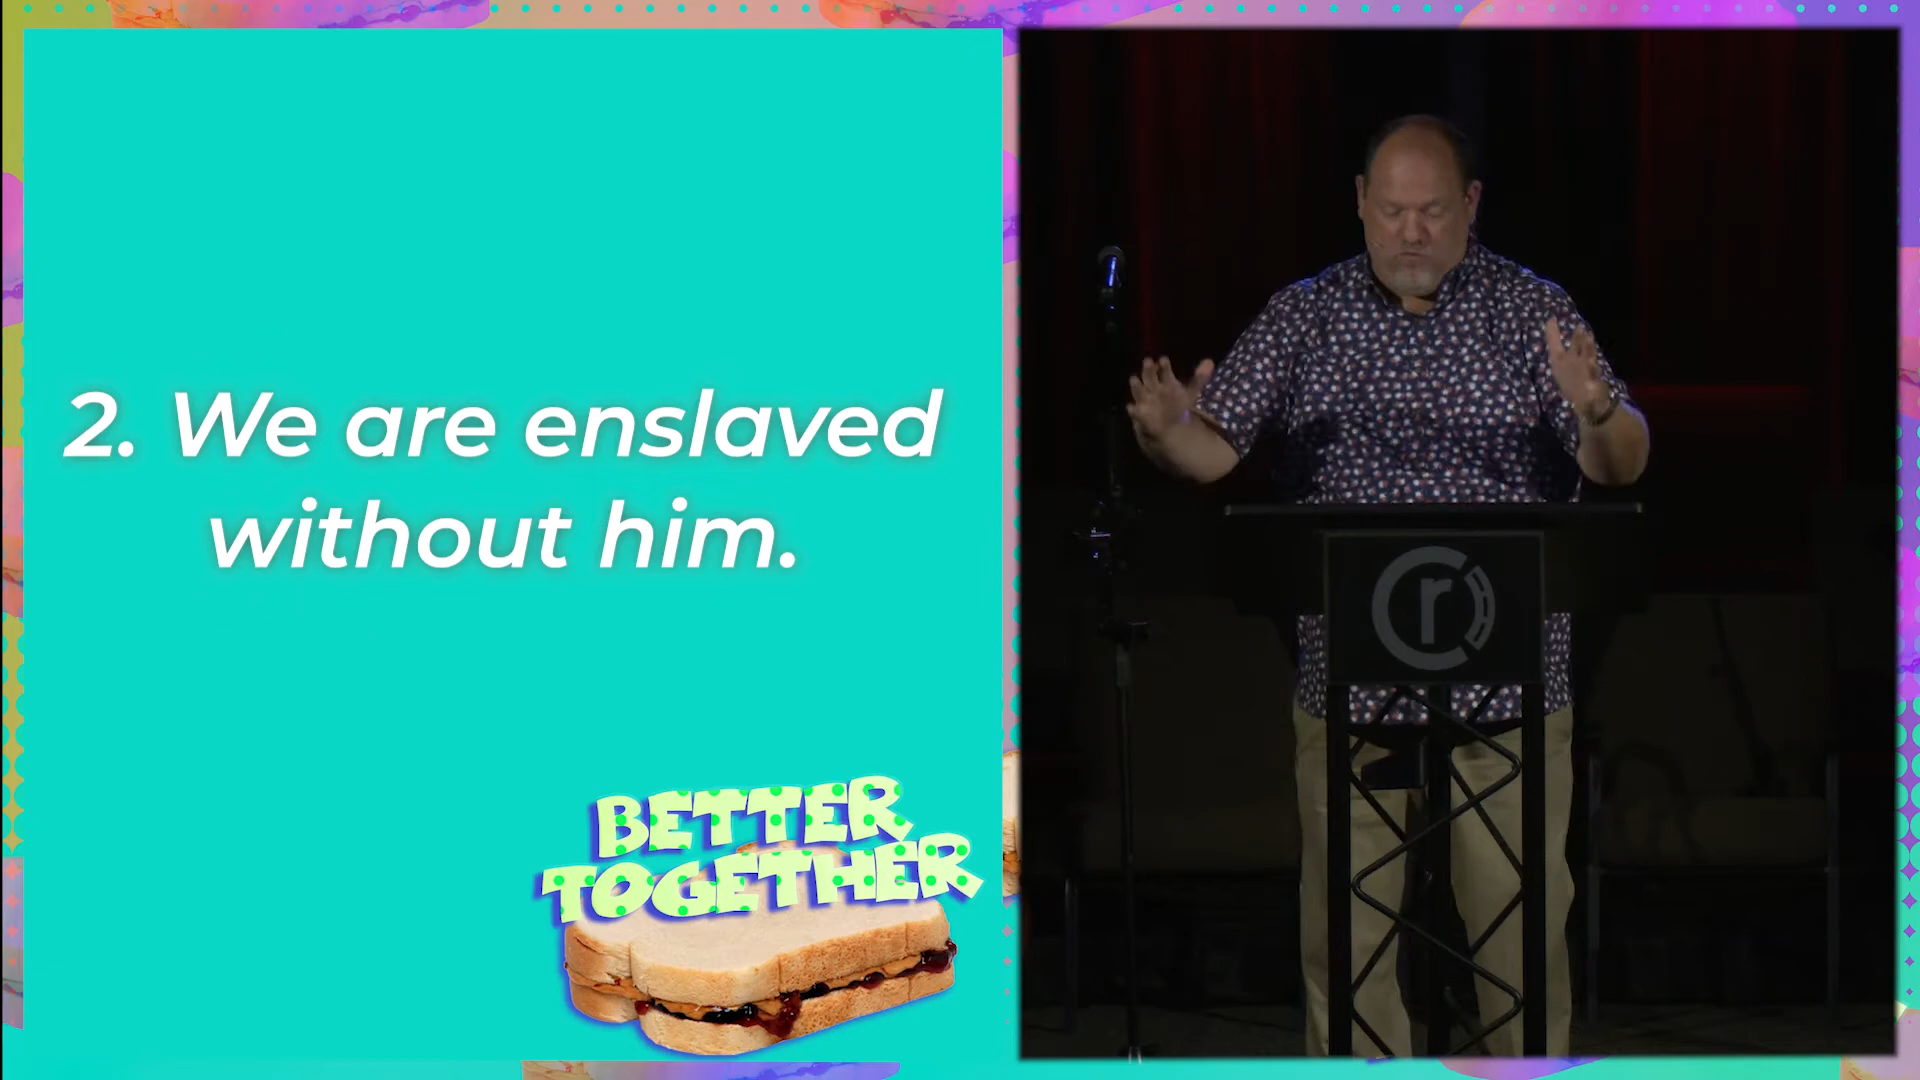 2. We are enslaved
without him.
BETTER
TOGETHER
r